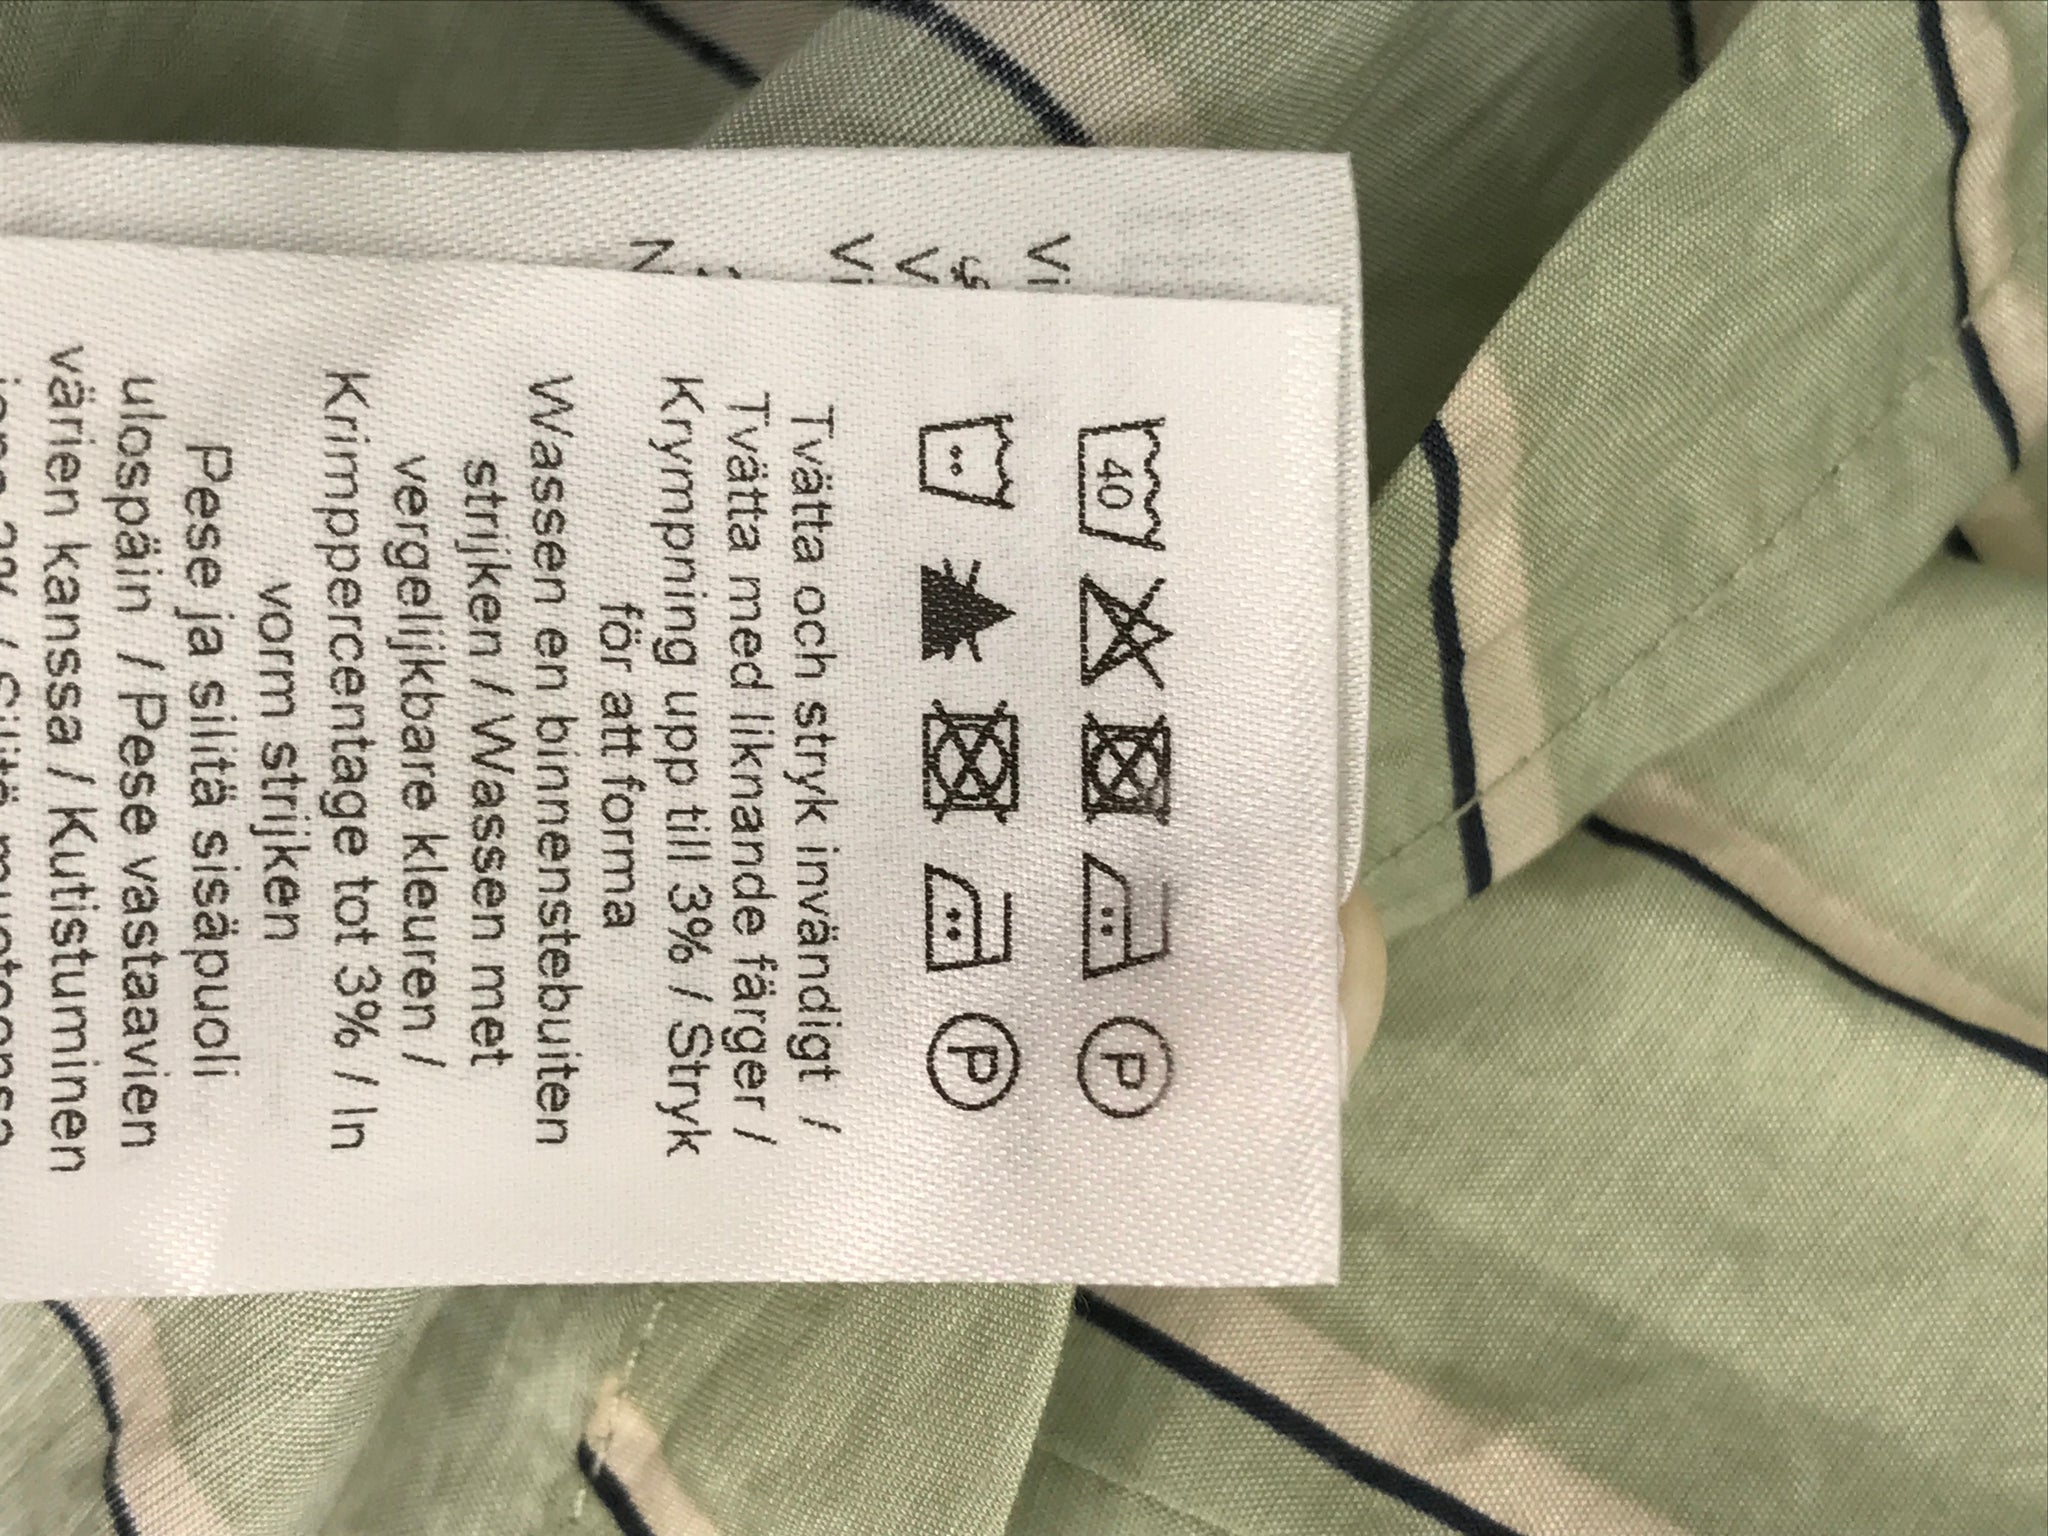 40
P
P
Tvätta och stryk invändigt /
Tvätta med liknande färger /
Krympning upp till 3% / Stryk
för att forma
Wassen en binnenstebuiten
strijken / Wassen met
vergelijkbare kleuren /
Krimppercentage tot 3% / In
vorm strijken
Pese ja silitä sisäpuoli
ulospäin / Pese vastaavien
värien kanssa / Kutistuminen
Vi
V
Vi